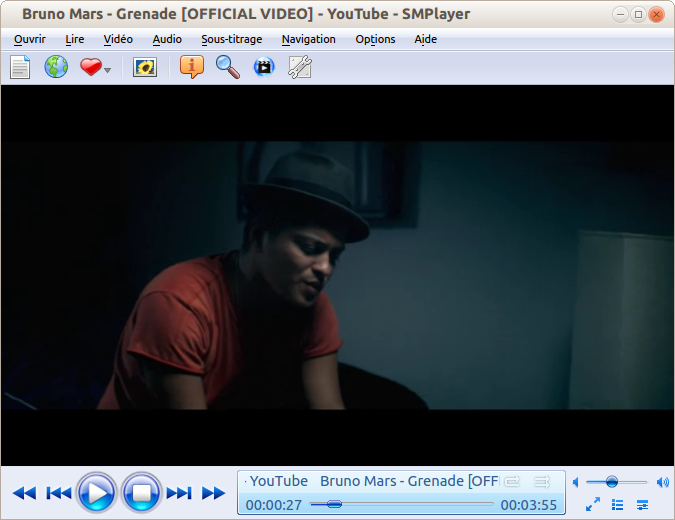 Bruno Mars - Grenade [OFFICIAL VIDEO] - YouTube - SMPlayer
Ouvrir Lire Vidéo Audio Sous-titrage Navigation Options Aide
- YouTube Bruno Mars - Grenade [OFF
00:00:27 00:03:55